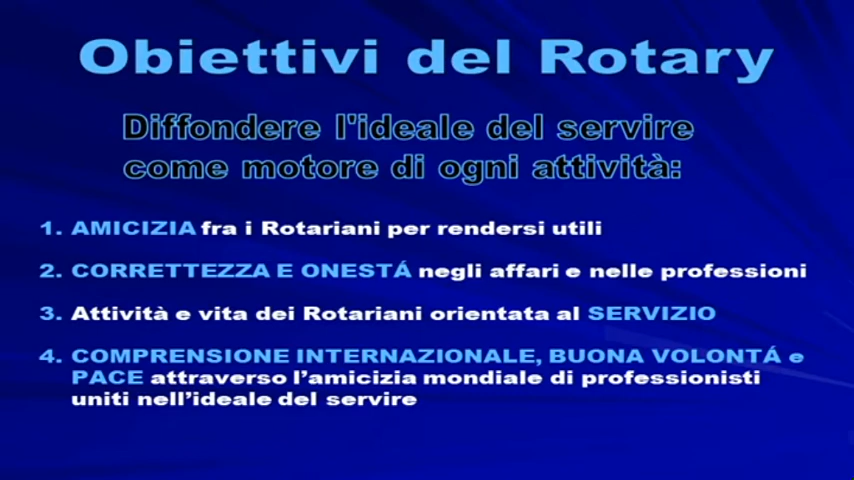 Obiettivi del Rotary
Diffondere l'ideale del servire
come motore di ogni attività:
1. AMICIZIA fra i Rotariani per rendersi utili
2. CORRETTEZZA E ONESTÁ negli affari e nelle professioni
3. Attività e vita dei Rotariani orientata al SERVIZIO
4. COMPRENSIONE INTERNAZIONALE, BUONA VOLONTÁ e
PACE attraverso l’amicizia mondiale di professionisti
uniti nell’ideale del servire